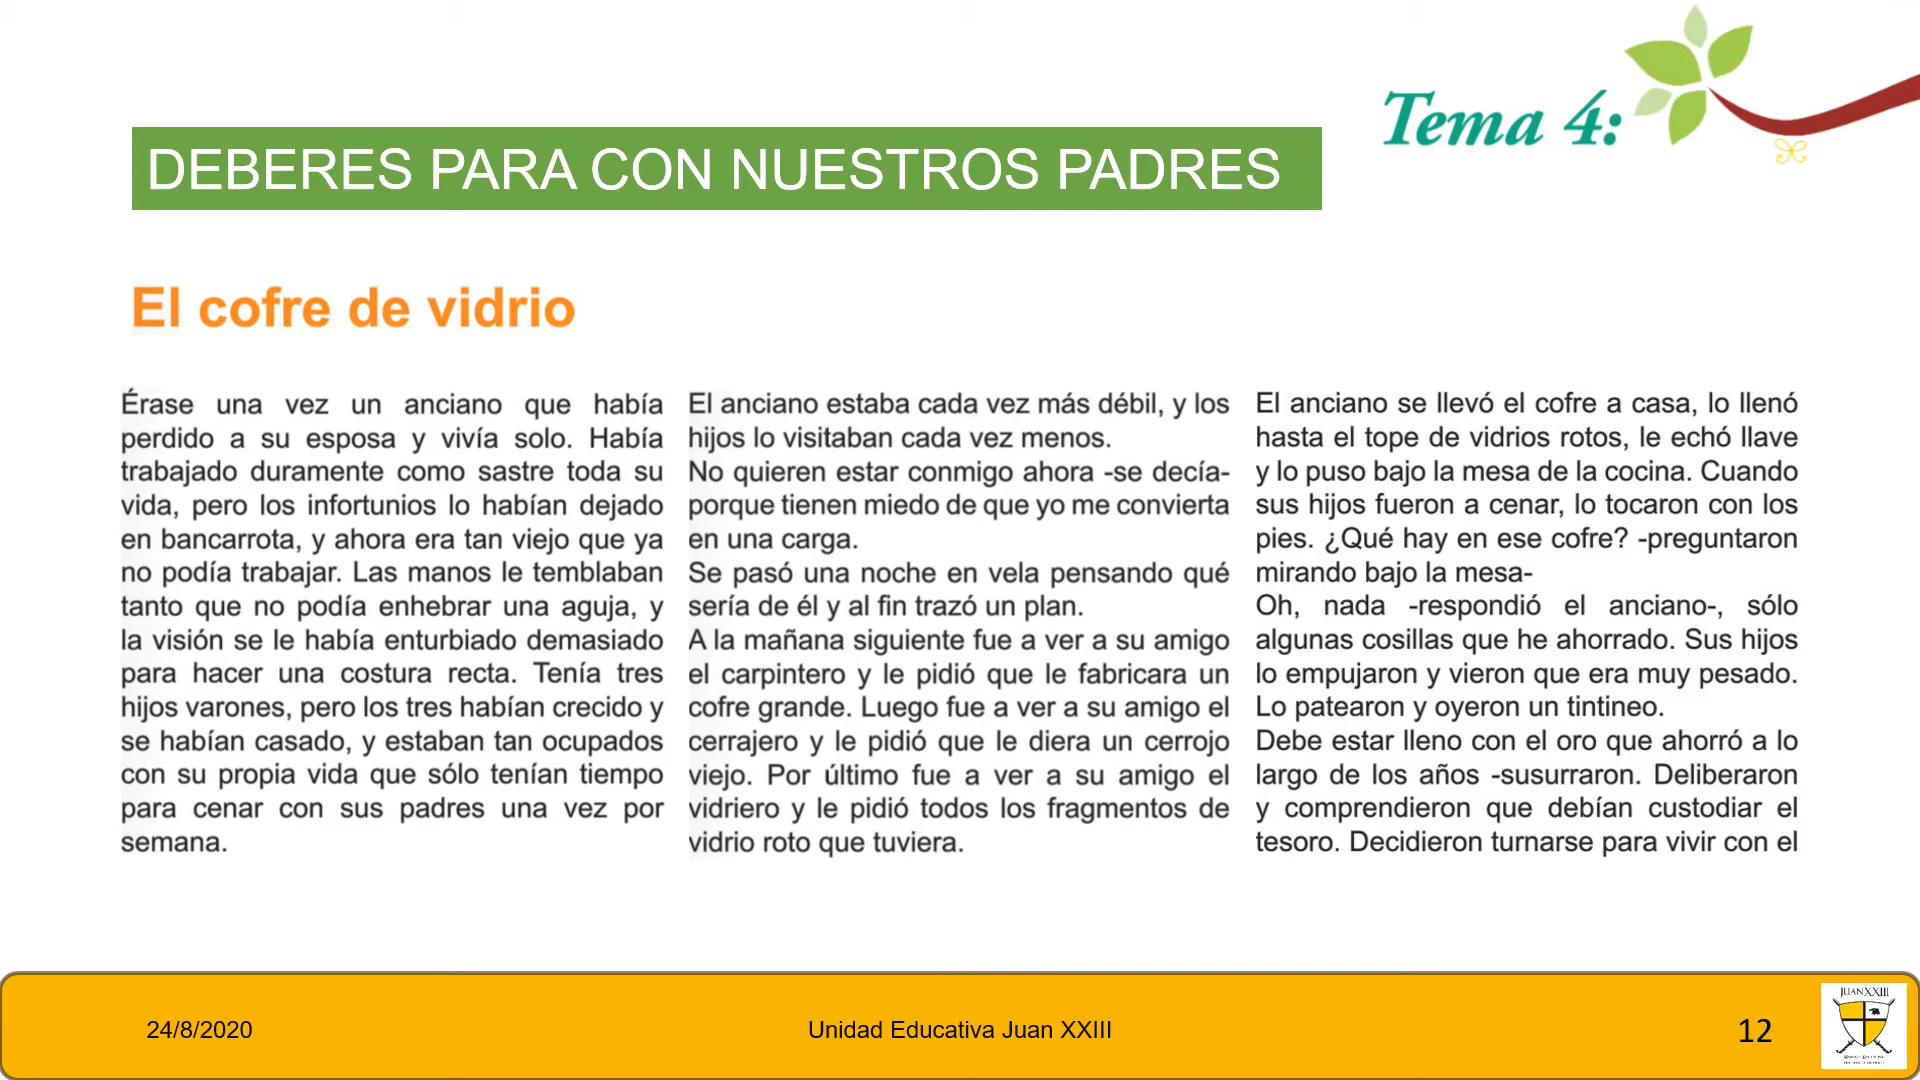 Tema 4:
DEBERES PARA CON NUESTROS PADRES
El cofre de vidrio
Érase una vez un anciano que había
perdido a su esposa y vivía solo. Había
trabajado duramente como sastre toda su
vida, pero los infortunios lo habían dejado
en bancarrota, y ahora era tan viejo que ya
no podía trabajar. Las manos le temblaban
tanto que no podía enhebrar una aguja, y
la visión se le había enturbiado demasiado
para hacer una costura recta. Tenía tres
hijos varones, pero los tres habían crecido y
se habían casado, y estaban tan ocupados
con su propia vida que sólo tenían tiempo
para cenar con sus padres una vez por
semana.
El anciano estaba cada vez más débil, y los
hijos lo visitaban cada vez menos.
No quieren estar conmigo ahora -se decía-
porque tienen miedo de que yo me convierta
en una carga.
Se pasó una noche en vela pensando qué
sería de él y al fin trazó un plan.
A la mañana siguiente fue a ver a su amigo
el carpintero y le pidió que le fabricara un
cofre grande. Luego fue a ver a su amigo el
cerrajero y le pidió que le diera un cerrojo
viejo. Por último fue a ver a su amigo el
vidriero y le pidió todos los fragmentos de
vidrio roto que tuviera.
El anciano se llevó el cofre a casa, lo llenó
hasta el tope de vidrios rotos, le echó llave
y lo puso bajo la mesa de la cocina. Cuando
sus hijos fueron a cenar, lo tocaron con los
pies. ¿Qué hay en ese cofre? -preguntaron
mirando bajo la mesa-
Oh, nada -respondió el anciano-, sólo
algunas cosillas que he ahorrado. Sus hijos
lo empujaron y vieron que era muy pesado.
Lo patearon y oyeron un tintineo.
Debe estar lleno con el oro que ahorró a lo
largo de los años -susurraron. Deliberaron
y comprendieron que debían custodiar el
tesoro. Decidieron turnarse para vivir con el
24/8/2020
Unidad Educativa Juan XXIII
12
JUAN XXIII